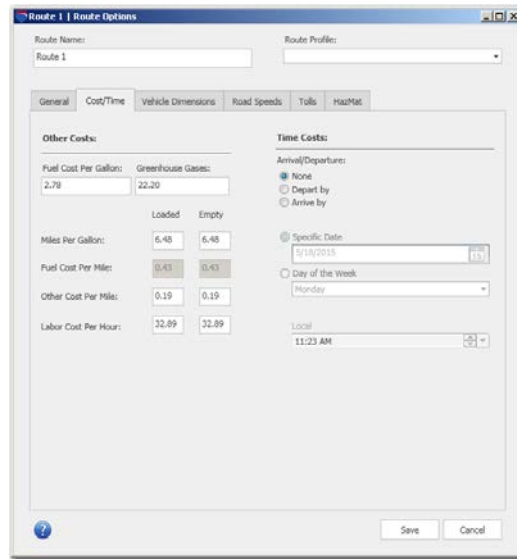 Route 1 | Route Options
Route Name:
Route Profile:
Route 1
General Cost/Time Vehicle Dimensions Road Speeds Tolls HazMat
Other Costs:
Time Costs:
Fuel Cost Per Gallon: Greenhouse Gases:
2.78 22.20
Arrival/Departure:
None
Depart by
Arrive by
Loaded Empty
Miles Per Gallon: 6.48 6.48
Fuel Cost Per Mile: 0.43 0.43
Other Cost Per Mile: 0.19 0.19
Labor Cost Per Hour: 32.89 32.89
Specific Date
5/18/2015
15
Day of the Week
Monday
Local
11:23 AM
?
Save Cancel